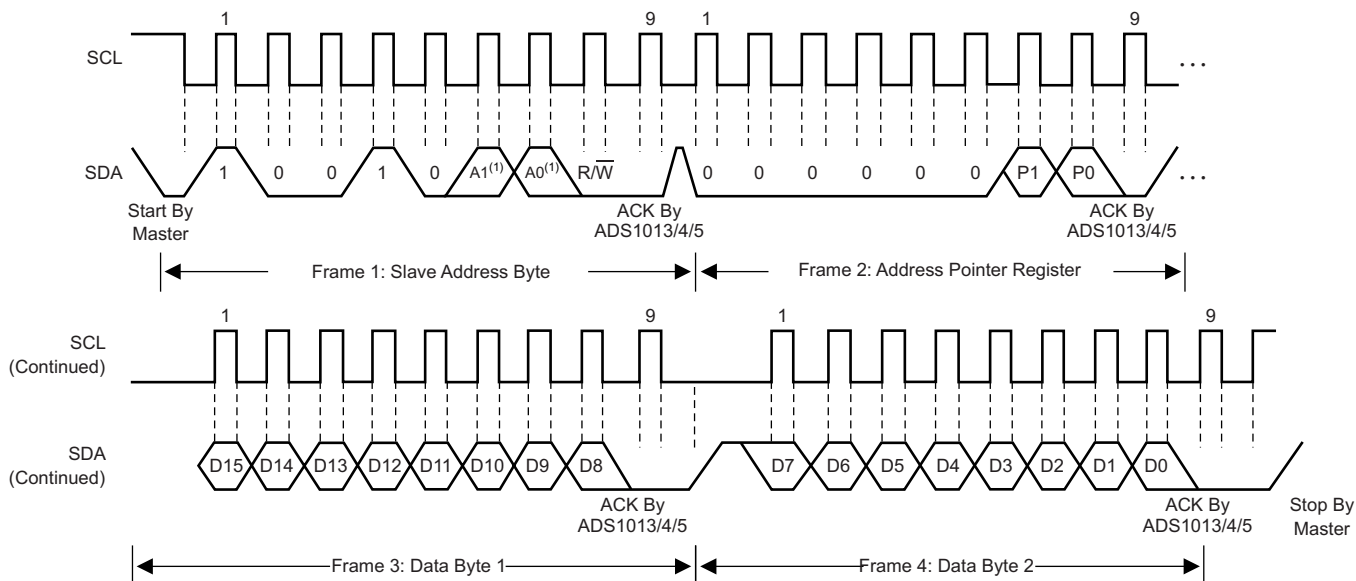 1 9 1 9
SCL
...
SDA 1 0 0 1 0 A1(1) A0(1) R/W̅ 0 0 0 0 0 0 P1 P0 ...
Start By
Master
ACK By
ADS1013/4/5
ACK By
ADS1013/4/5
Frame 1: Slave Address Byte
Frame 2: Address Pointer Register
1 9 1 9
SCL
(Continued)
SDA
(Continued)
D15 D14 D13 D12 D11 D10 D9 D8 D7 D6 D5 D4 D3 D2 D1 D0
ACK By
ADS1013/4/5
ACK By
ADS1013/4/5
Stop By
Master
Frame 3: Data Byte 1
Frame 4: Data Byte 2